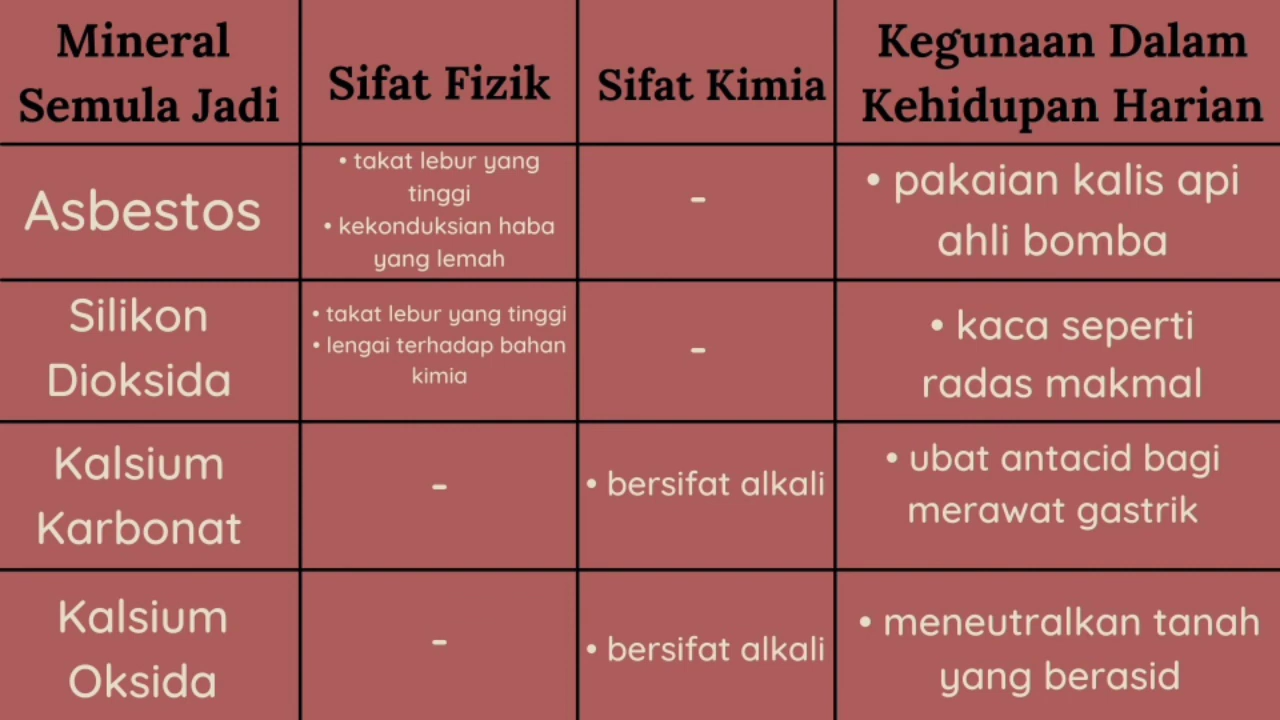 Mineral
Semula Jadi
Sifat Fizik
Sifat Kimia
Kegunaan Dalam
Kehidupan Harian
Asbestos
• takat lebur yang
tinggi
• kekonduksian haba
yang lemah
-
• pakaian kalis api
ahli bomba
Silikon
Dioksida
• takat lebur yang tinggi
• lengai terhadap bahan
kimia
-
• kaca seperti
radas makmal
Kalsium
Karbonat
-
• bersifat alkali
• ubat antacid bagi
merawat gastrik
Kalsium
Oksida
-
• bersifat alkali
• meneutralkan tanah
yang berasid